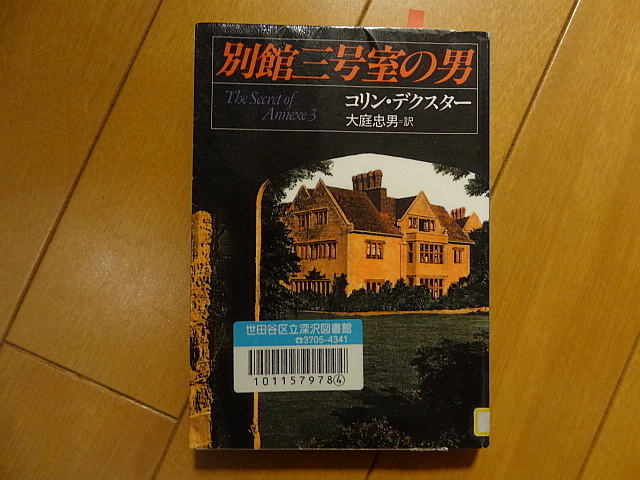 別館三号室の男
The Secret of
Annexe 3
コリン・デクスター
大庭忠男=訳
世田谷区立深沢図書館
☎3705-4341
101157978④